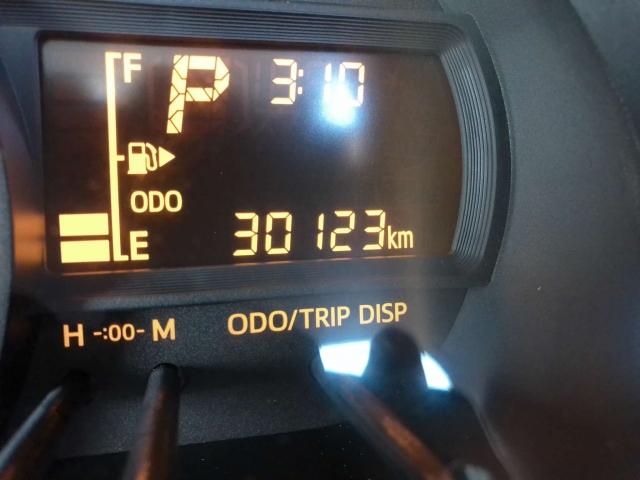 F P 3:10
ODO
E 30123km
H -:00- M ODO/TRIP DISP